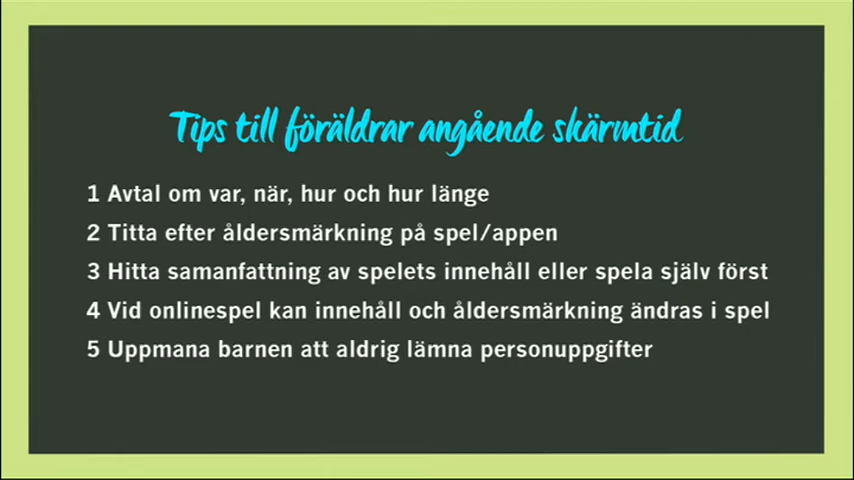 Tips till föräldrar angående skärmtid
1 Avtal om var, när, hur och hur länge
2 Titta efter åldersmärkning på spel/appen
3 Hitta samanfattning av spelets innehåll eller spela själv först
4 Vid onlinespel kan innehåll och åldersmärkning ändras i spel
5 Uppmana barnen att aldrig lämna personuppgifter